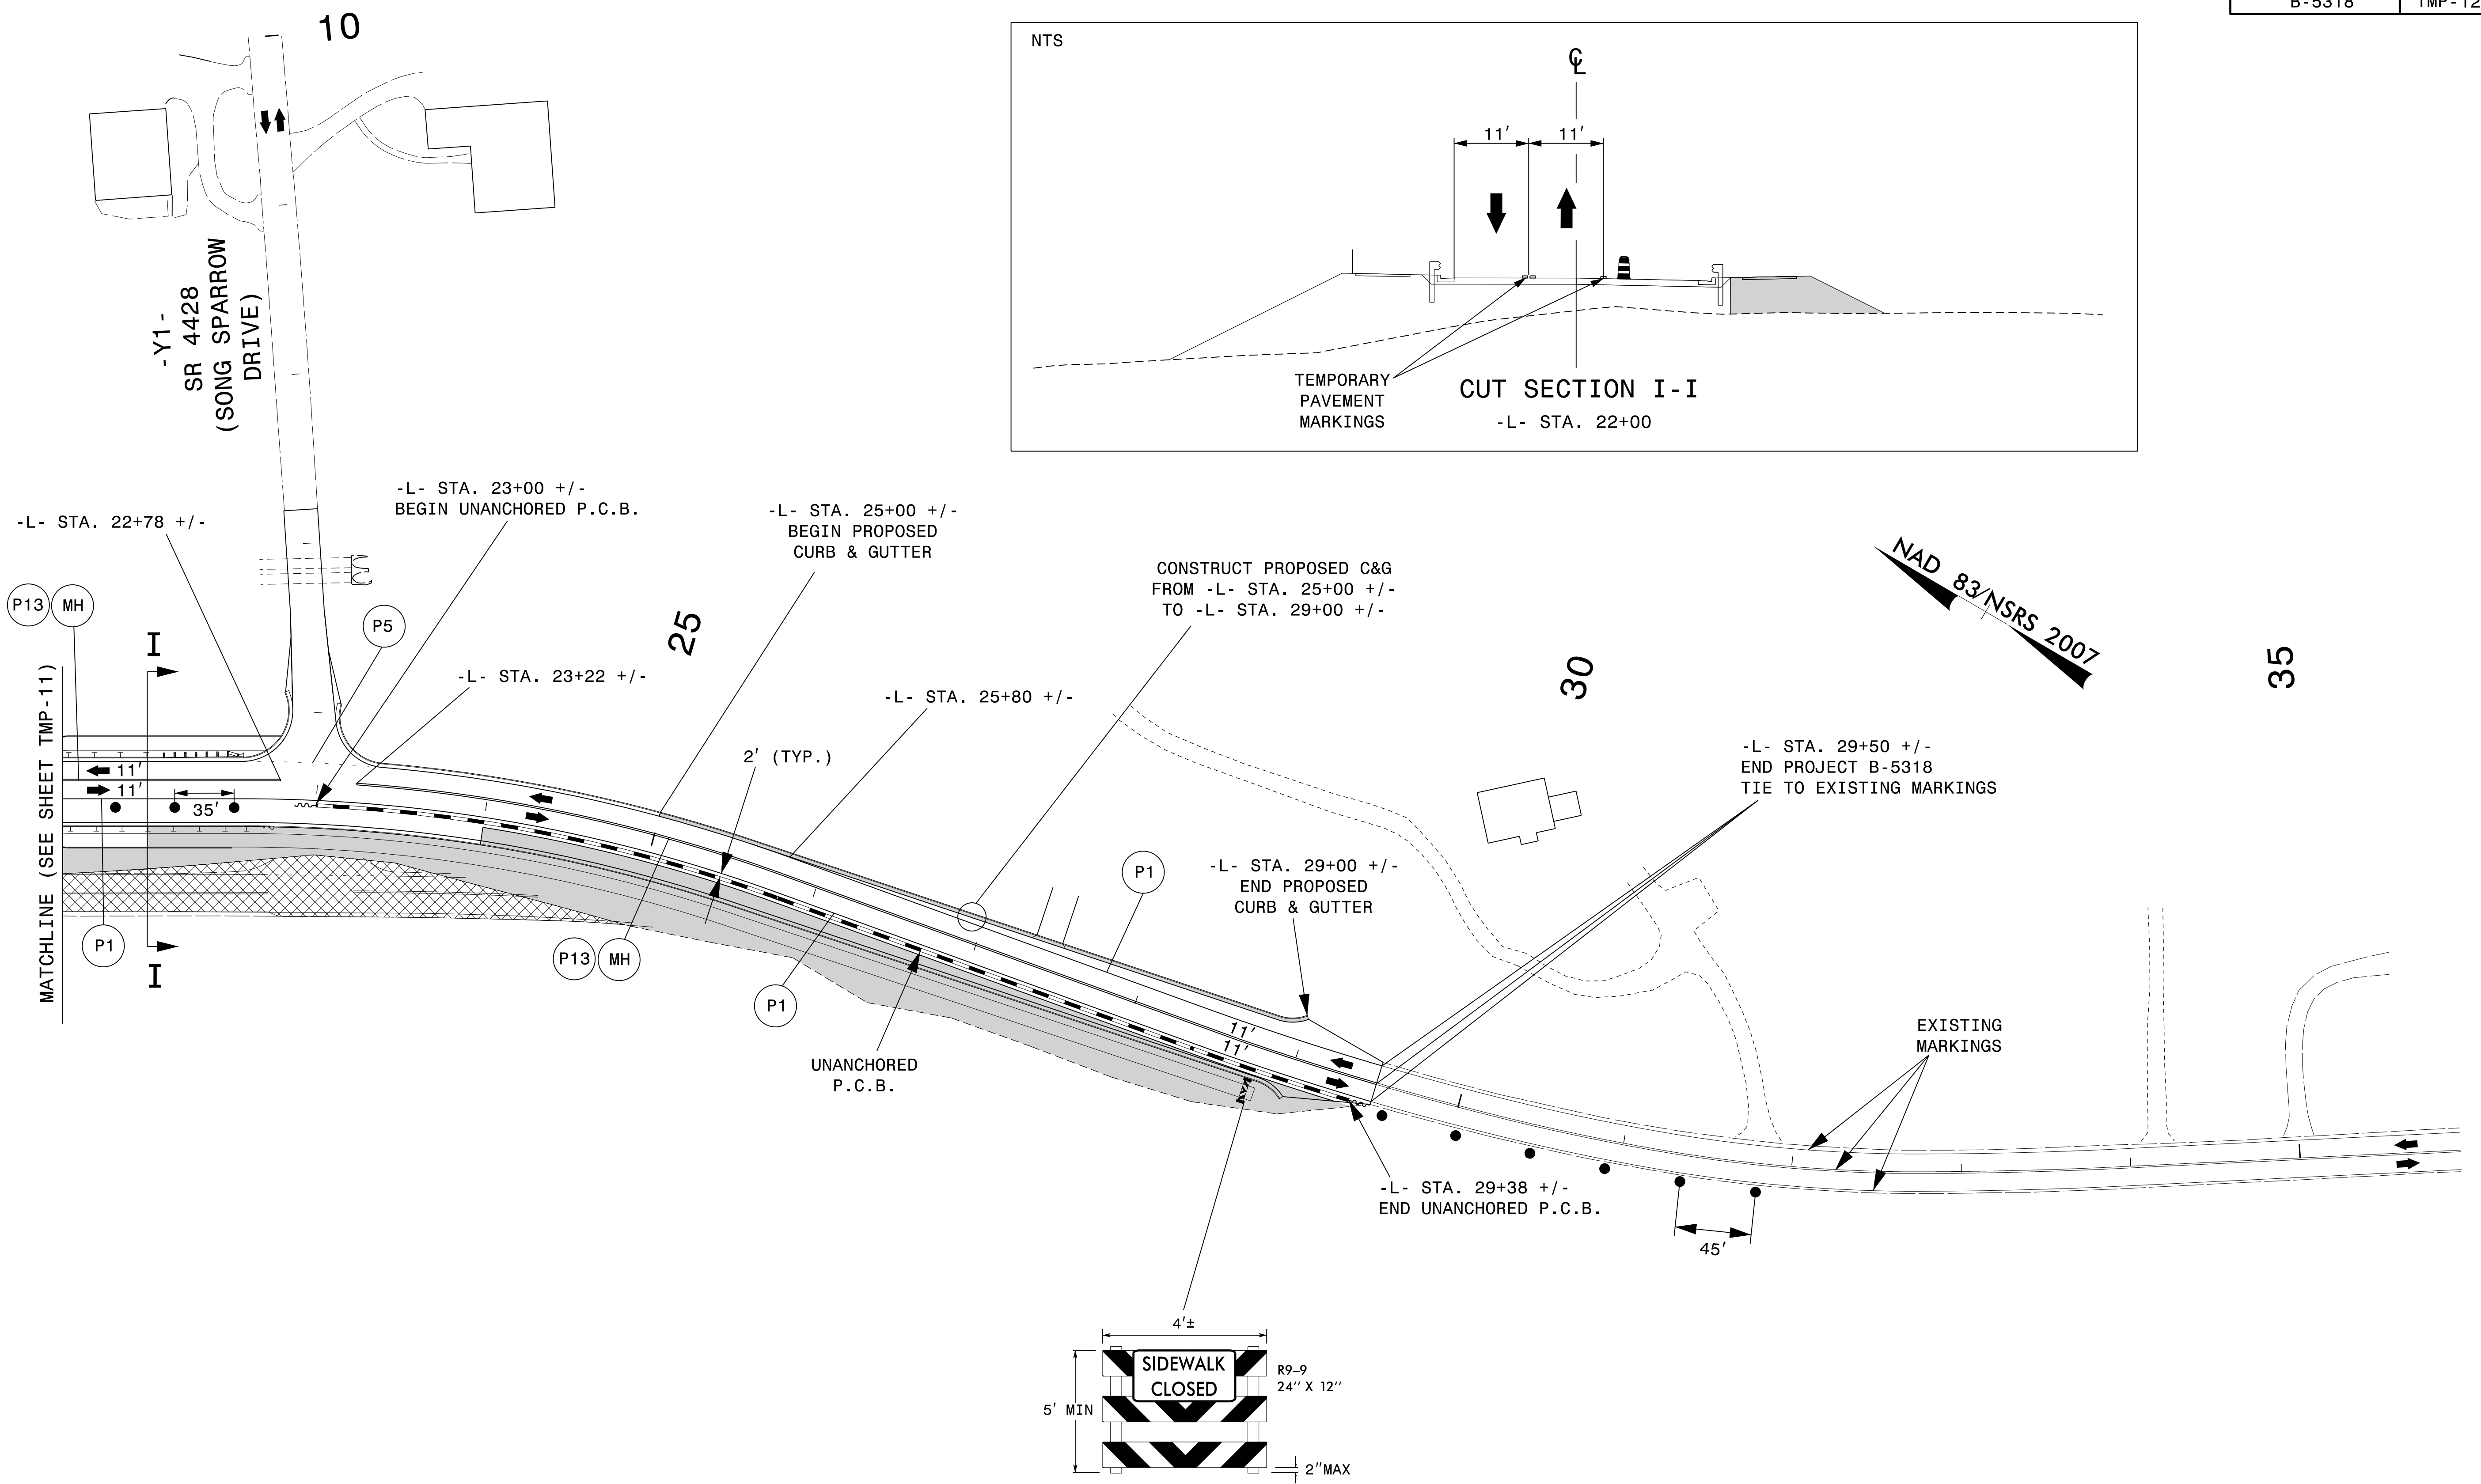 B-5318
TMP-12
10
NTS
CL
11'
11'
TEMPORARY
PAVEMENT
MARKINGS
CUT SECTION I-I
-L- STA. 22+00
-Y1-
SR 4428
(SONG SPARROW
DRIVE)
-L- STA. 22+78 +/-
-L- STA. 23+00 +/-
BEGIN UNANCHORED P.C.B.
-L- STA. 25+00 +/-
BEGIN PROPOSED
CURB & GUTTER
CONSTRUCT PROPOSED C&G
FROM -L- STA. 25+00 +/-
TO -L- STA. 29+00 +/-
NAD 83/NSRS 2007
P13
MH
P5
I
25
30
35
-L- STA. 23+22 +/-
-L- STA. 25+80 +/-
MATCHLINE (SEE SHEET TMP-11)
11'
11'
35'
2' (TYP.)
-L- STA. 29+50 +/-
END PROJECT B-5318
TIE TO EXISTING MARKINGS
P1
-L- STA. 29+00 +/-
END PROPOSED
CURB & GUTTER
P1
I
P13
MH
P1
UNANCHORED
P.C.B.
11'
11'
EXISTING
MARKINGS
-L- STA. 29+38 +/-
END UNANCHORED P.C.B.
45'
4'±
SIDEWALK
CLOSED
R9-9
24" X 12"
5' MIN
2"MAX